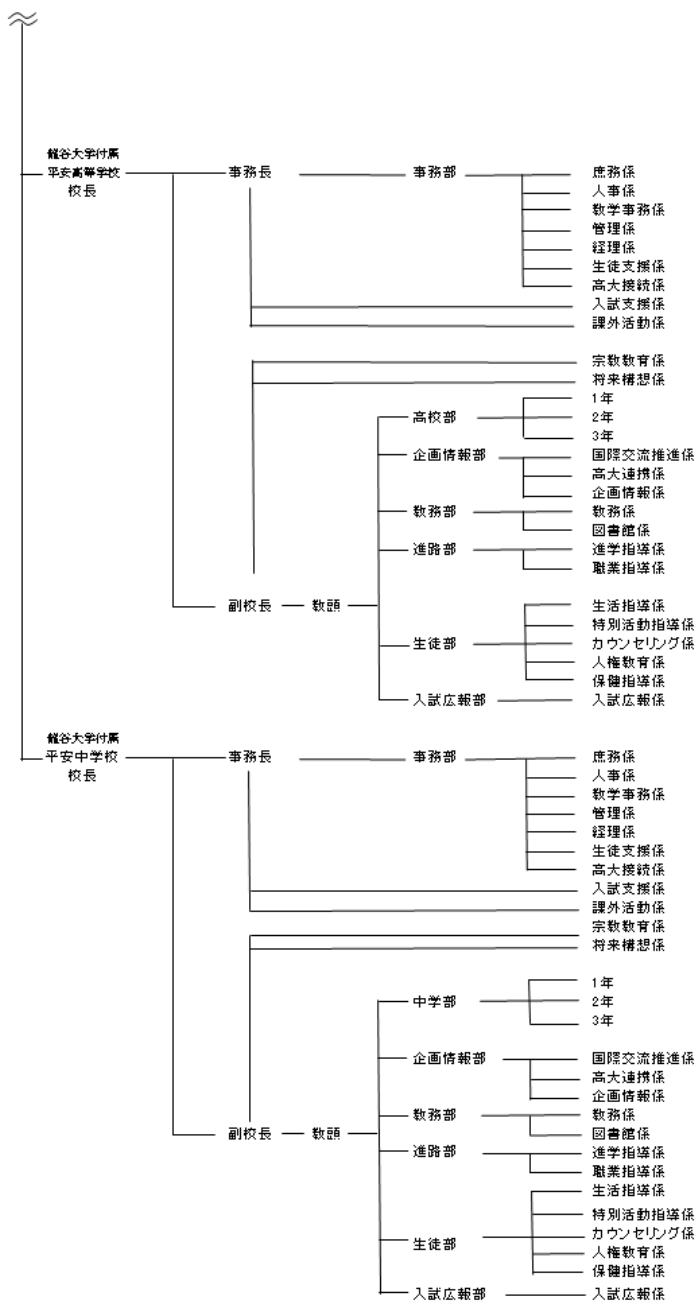 龍谷大学付属
平安高等学校
校長
事務長
事務部
庶務係
人事係
教学事務係
管理係
経理係
生徒支援係
高大接続係
入試支援係
課外活動係
宗教教育係
将来構想係
高校部
1年
2年
3年
企画情報部
国際交流推進係
高大連携係
企画情報係
教務部
教務係
図書館係
進路部
進学指導係
職業指導係
副校長
教頭
生徒部
生活指導係
特別活動指導係
カウンセリング係
人権教育係
保健指導係
入試広報部
入試広報係
龍谷大学付属
平安中学校
校長
事務長
事務部
庶務係
人事係
教学事務係
管理係
経理係
生徒支援係
高大接続係
入試支援係
課外活動係
宗教教育係
将来構想係
中学部
1年
2年
3年
企画情報部
国際交流推進係
高大連携係
企画情報係
教務部
教務係
図書館係
副校長
教頭
進路部
進学指導係
職業指導係
生徒部
生活指導係
特別活動指導係
カウンセリング係
人権教育係
保健指導係
入試広報部
入試広報係